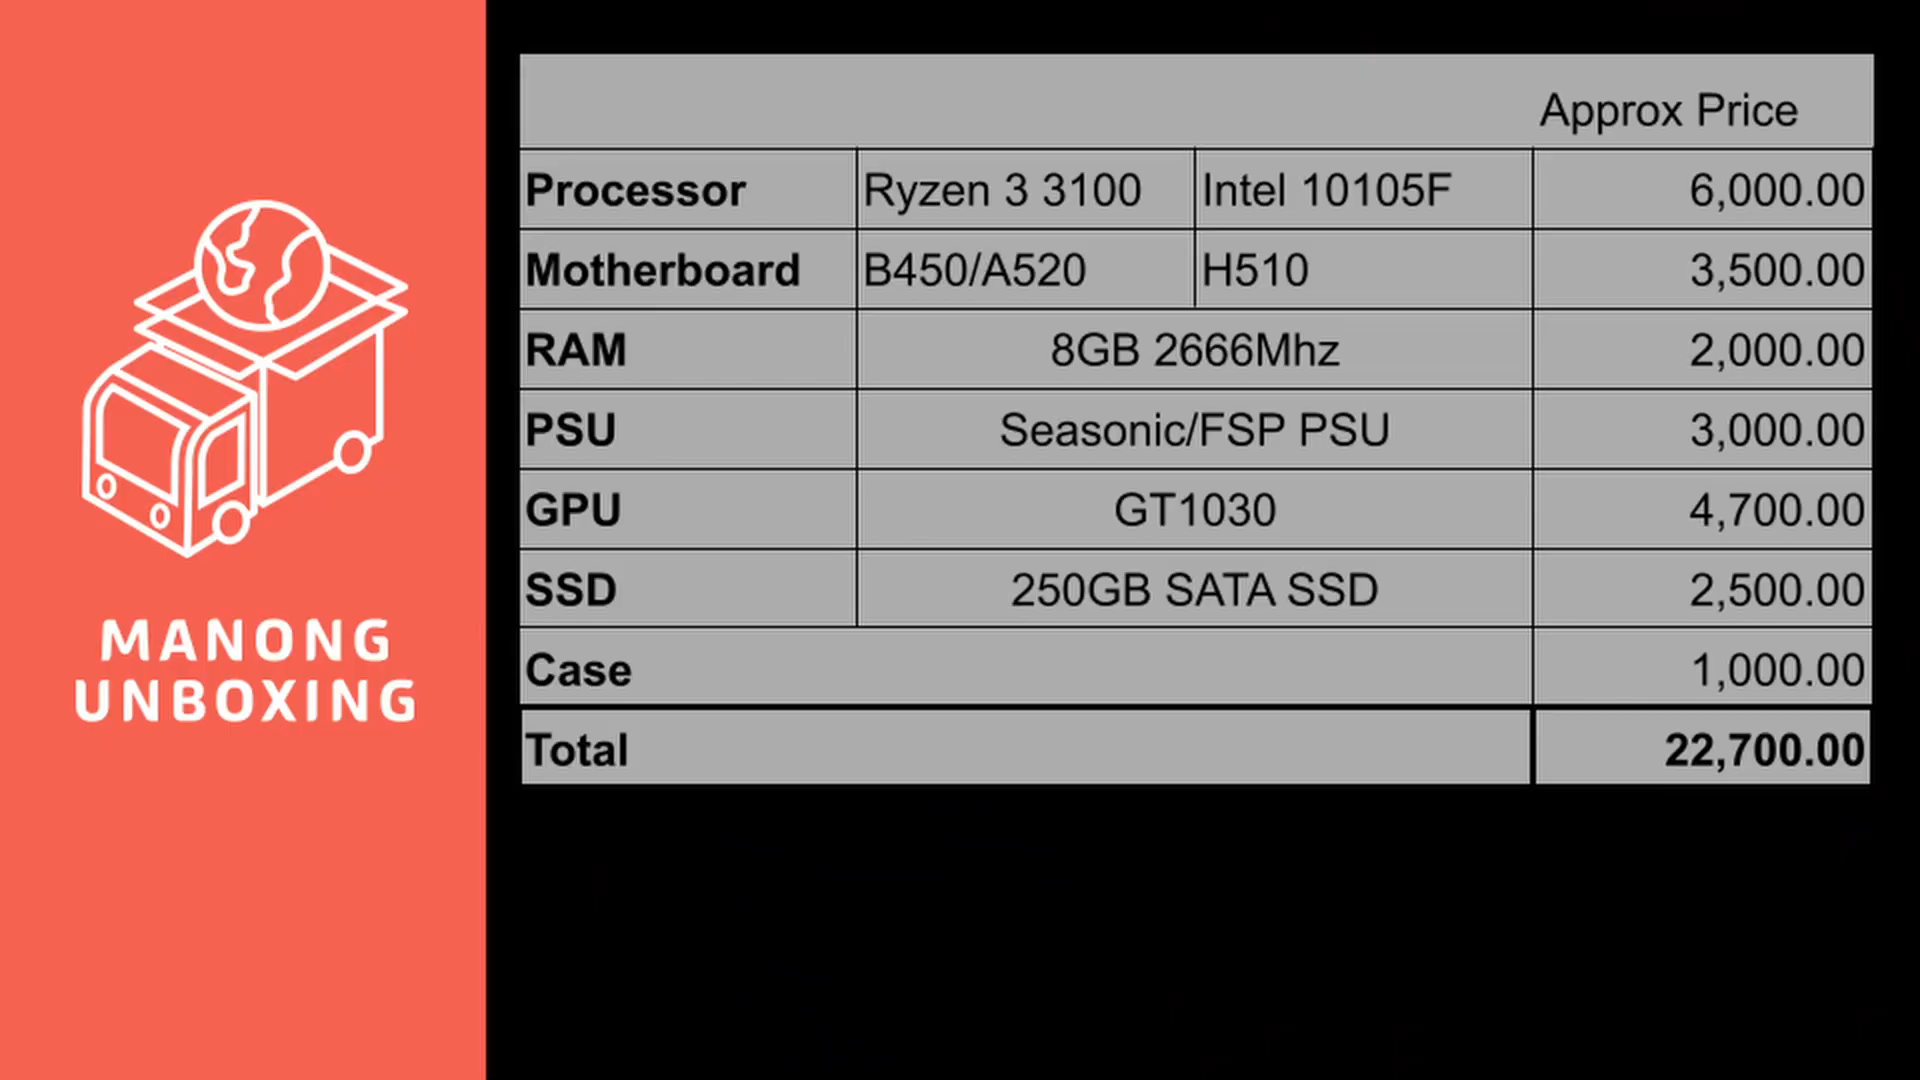 MANONG
UNBOXING
Approx Price
Processor Ryzen 3 3100 Intel 10105F 6,000.00
Motherboard B450/A520 H510 3,500.00
RAM 8GB 2666Mhz 2,000.00
PSU Seasonic/FSP PSU 3,000.00
GPU GT1030 4,700.00
SSD 250GB SATA SSD 2,500.00
Case 1,000.00
Total 22,700.00